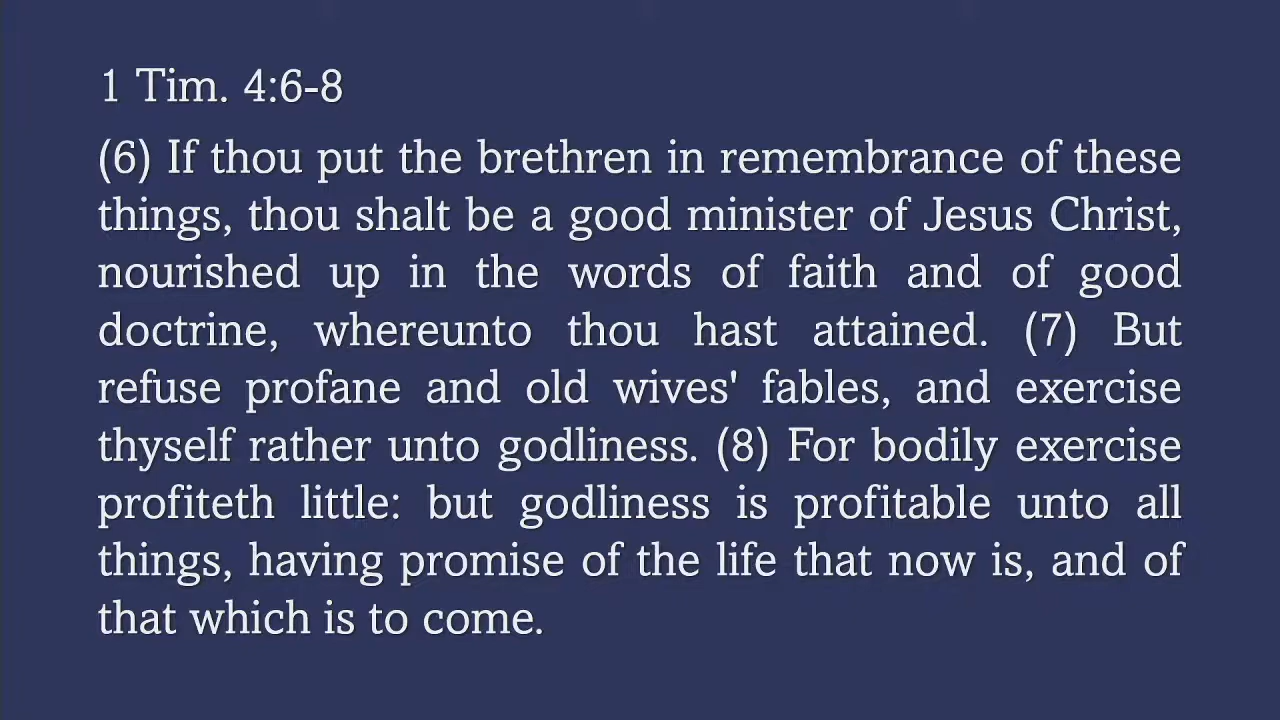 1 Tim. 4:6-8
(6) If thou put the brethren in remembrance of these
things, thou shalt be a good minister of Jesus Christ,
nourished up in the words of faith and of good
doctrine, whereunto thou hast attained. (7) But
refuse profane and old wives' fables, and exercise
thyself rather unto godliness. (8) For bodily exercise
profiteth little: but godliness is profitable unto all
things, having promise of the life that now is, and of
that which is to come.